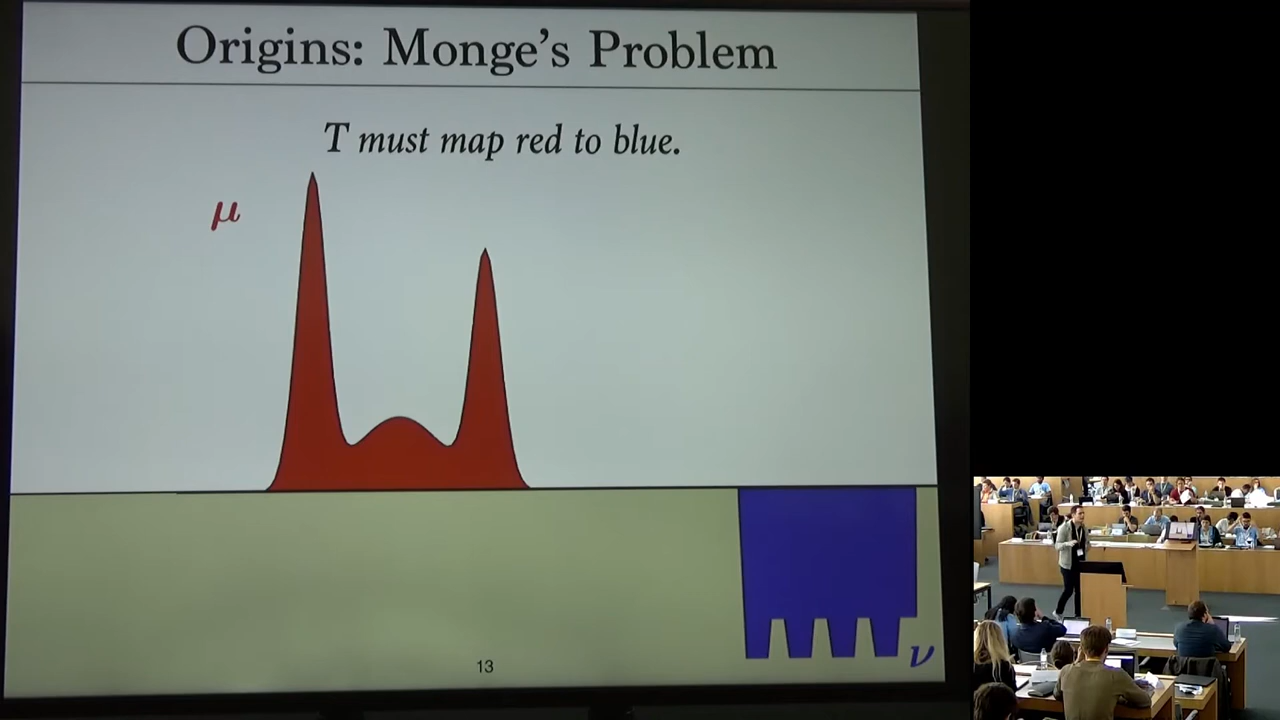 Origins: Monge's Problem
T must map red to blue.
μ
ν
13